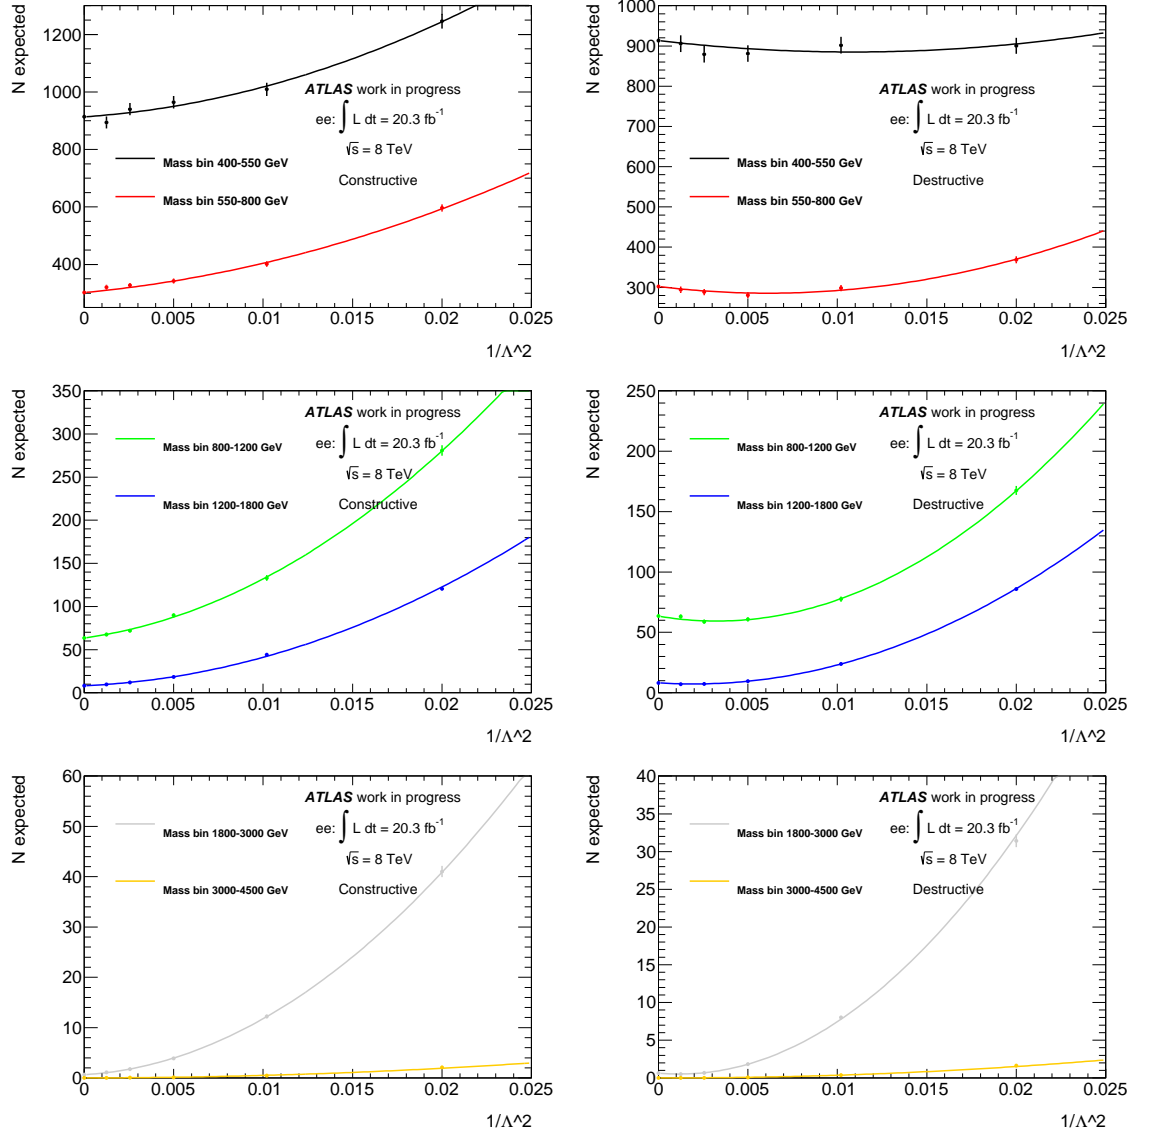 N expected
1200
1000
800
600
400
ATLAS work in progress
ee: ∫ L dt = 20.3 fb⁻¹
√s = 8 TeV
Constructive
Mass bin 400-550 GeV
Mass bin 550-800 GeV
0 0.005 0.01 0.015 0.02 0.025
1/Λ^2
N expected
1000
900
800
700
600
500
400
300
ATLAS work in progress
ee: ∫ L dt = 20.3 fb⁻¹
√s = 8 TeV
Destructive
Mass bin 400-550 GeV
Mass bin 550-800 GeV
0 0.005 0.01 0.015 0.02 0.025
1/Λ^2
N expected
350
300
250
200
150
100
50
0
ATLAS work in progress
ee: ∫ L dt = 20.3 fb⁻¹
√s = 8 TeV
Constructive
Mass bin 800-1200 GeV
Mass bin 1200-1800 GeV
0 0.005 0.01 0.015 0.02 0.025
1/Λ^2
N expected
250
200
150
100
50
0
ATLAS work in progress
ee: ∫ L dt = 20.3 fb⁻¹
√s = 8 TeV
Destructive
Mass bin 800-1200 GeV
Mass bin 1200-1800 GeV
0 0.005 0.01 0.015 0.02 0.025
1/Λ^2
N expected
60
50
40
30
20
10
0
ATLAS work in progress
ee: ∫ L dt = 20.3 fb⁻¹
√s = 8 TeV
Constructive
Mass bin 1800-3000 GeV
Mass bin 3000-4500 GeV
0 0.005 0.01 0.015 0.02 0.025
1/Λ^2
N expected
40
35
30
25
20
15
10
5
0
ATLAS work in progress
ee: ∫ L dt = 20.3 fb⁻¹
√s = 8 TeV
Destructive
Mass bin 1800-3000 GeV
Mass bin 3000-4500 GeV
0 0.005 0.01 0.015 0.02 0.025
1/Λ^2